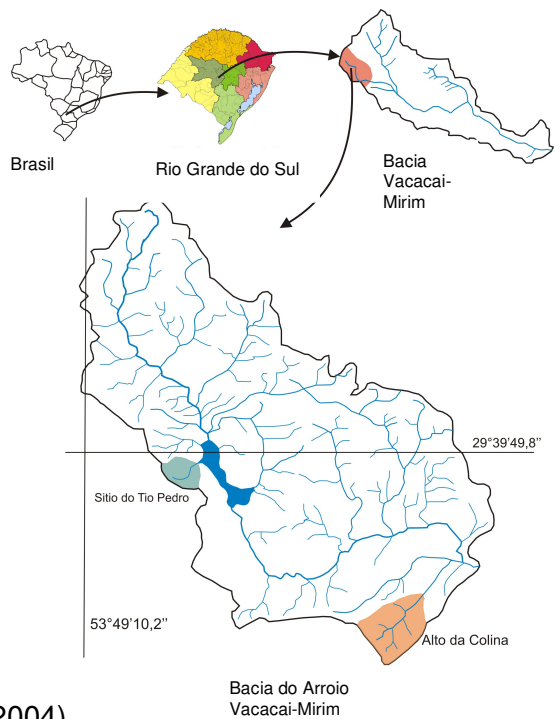 Brasil
Rio Grande do Sul
Bacia
Vacacai-
Mirim
29°39'49,8"
Sitio do Tio Pedro
53°49'10,2"
Alto da Colina
Bacia do Arroio
Vacacai-Mirim
2004)